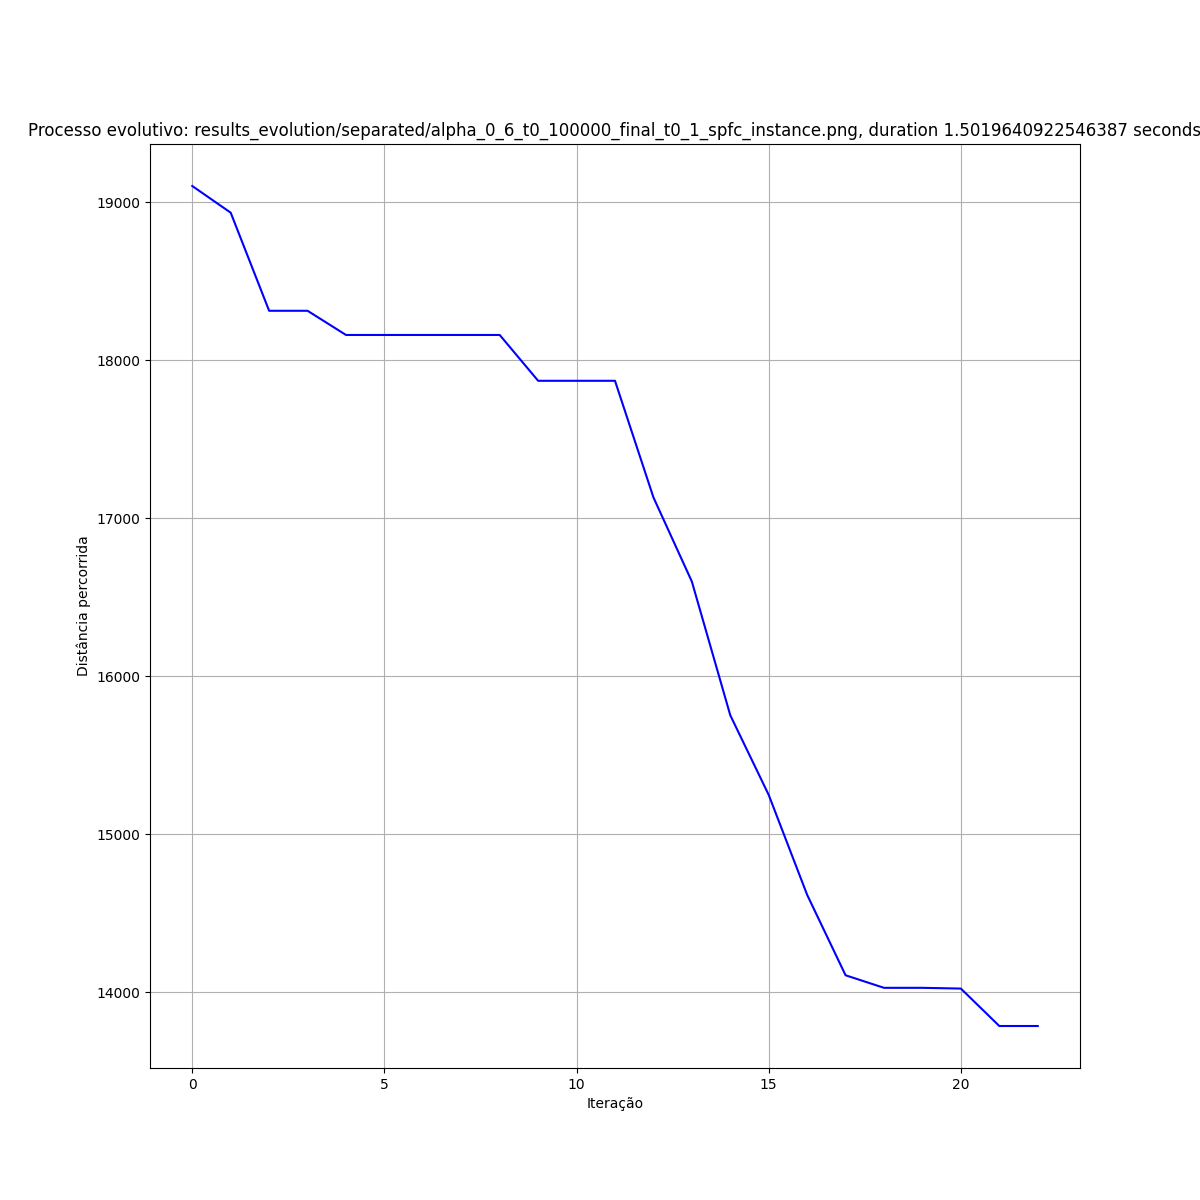 Processo evolutivo: results_evolution/separated/alpha_0_6_t0_100000_final_t0_1_spfc_instance.png, duration 1.5019640922546387 seconds
19000
18000
17000
16000
15000
14000
Distância percorrida
0 5 10 15 20
Iteração